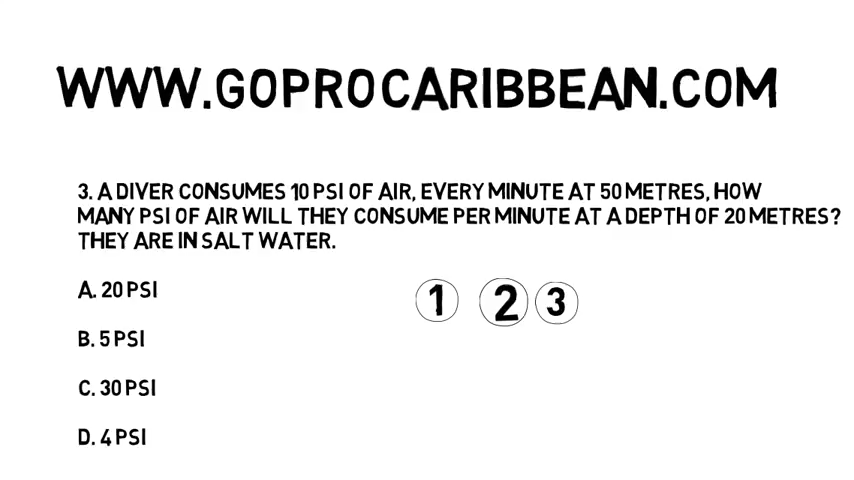 WWW.GOPROCARIBBEAN.COM
3. A DIVER CONSUMES 10 PSI OF AIR, EVERY MINUTE AT 50 METRES, HOW
MANY PSI OF AIR WILL THEY CONSUME PER MINUTE AT A DEPTH OF 20 METRES?
THEY ARE IN SALT WATER.
A. 20 PSI
1 2 3
B. 5 PSI
C. 30 PSI
D. 4 PSI